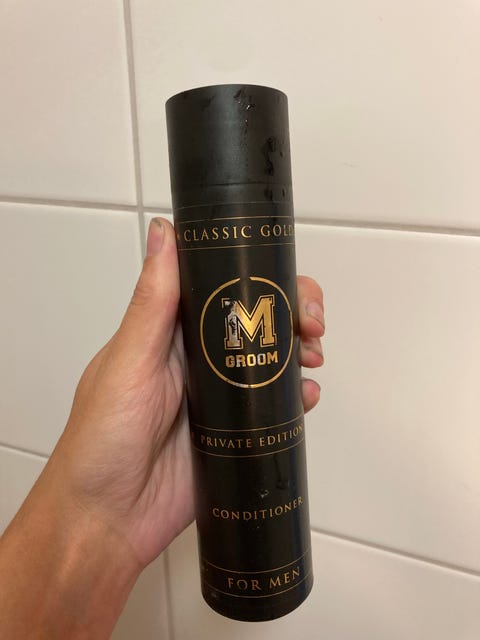 CLASSIC GOLD
M
GROOM
PRIVATE EDITION
CONDITIONER
FOR MEN